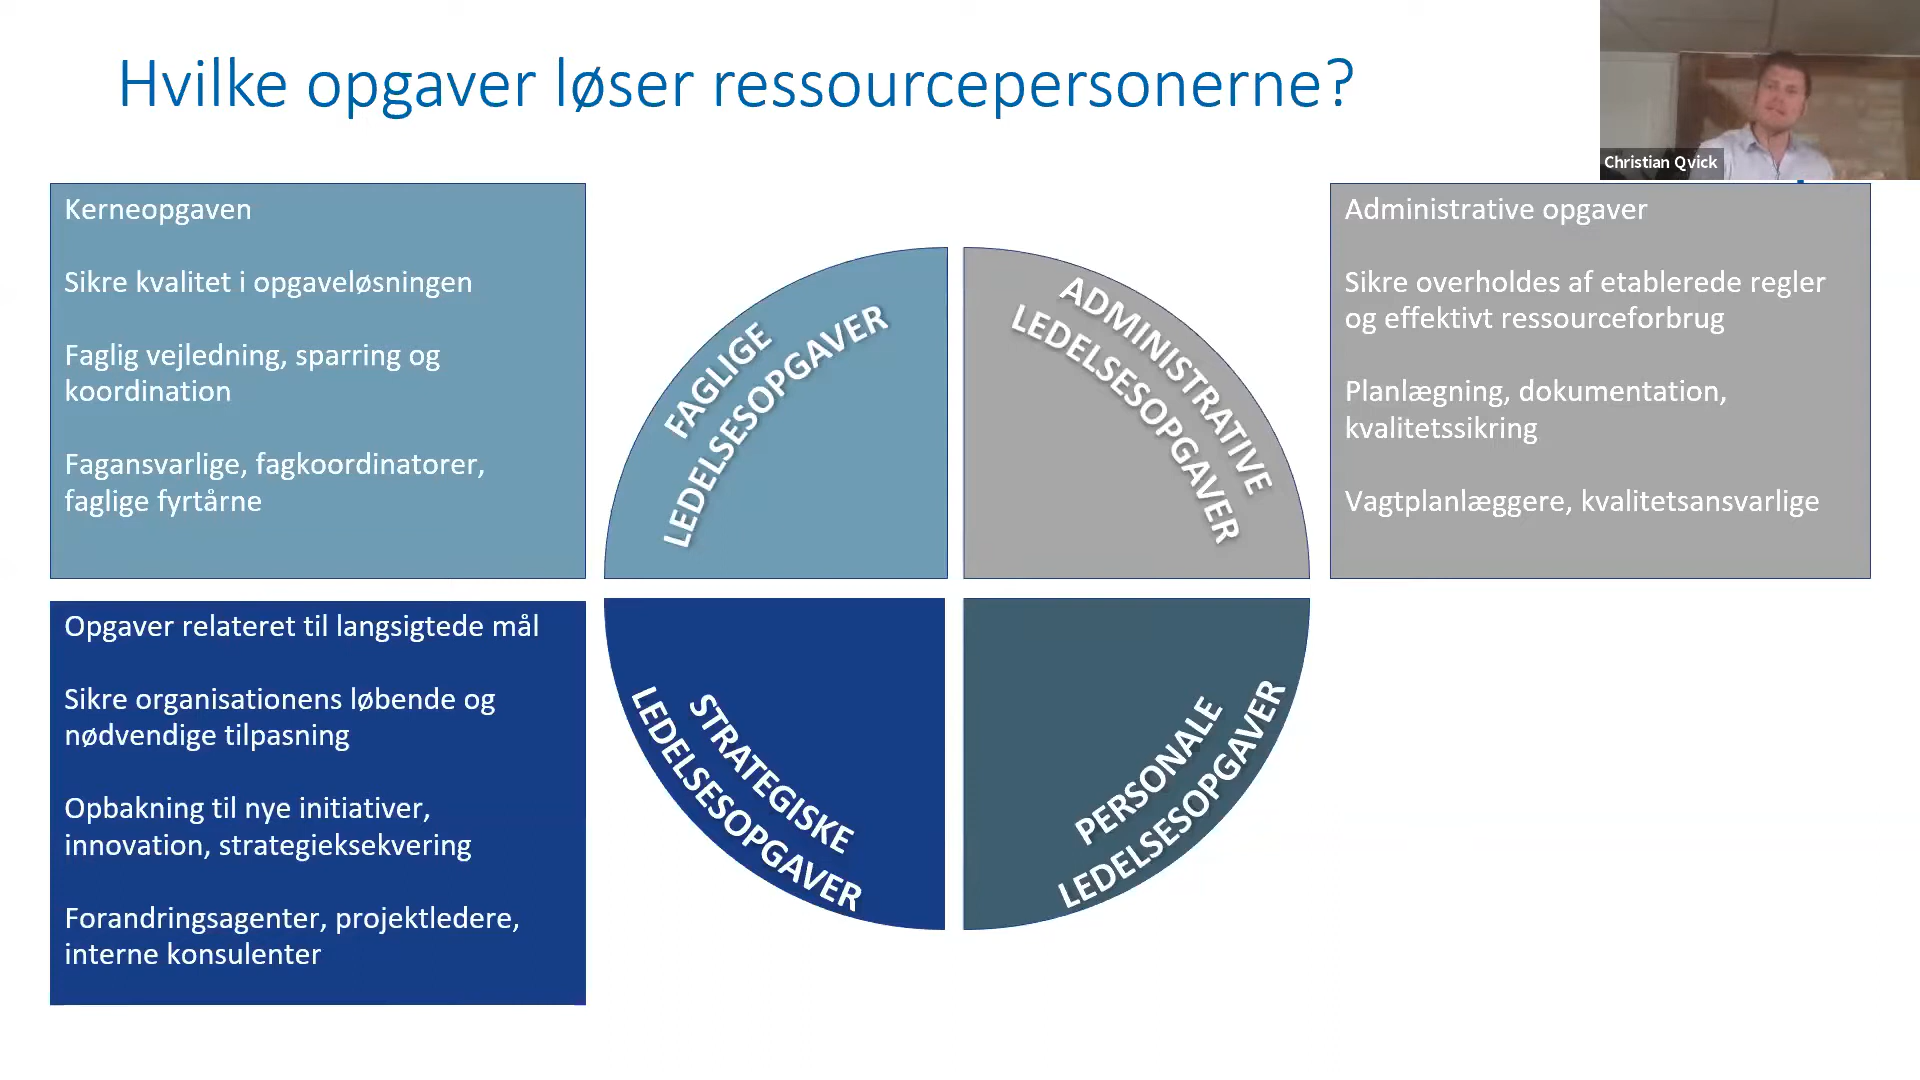 Hvilke opgaver løser ressourcepersonerne?
Christian Qvick
Kerneopgaven
Sikre kvalitet i opgaveløsningen
Faglig vejledning, sparring og
koordination
Fagansvarlige, fagkoordinatorer,
faglige fyrtårne
FAGLIGE
LEDELSESOPGAVER
ADMINISTRATIVE
LEDELSESOPGAVER
Administrative opgaver
Sikre overholdes af etablerede regler
og effektivt ressourceforbrug
Planlægning, dokumentation,
kvalitetssikring
Vagtplanlæggere, kvalitetsansvarlige
Opgaver relateret til langsigtede mål
Sikre organisationens løbende og
nødvendige tilpasning
Opbakning til nye initiativer,
innovation, strategieksekvering
Forandringsagenter, projektledere,
interne konsulenter
STRATEGISKE
LEDELSESOPGAVER
PERSONALE
LEDELSESOPGAVER